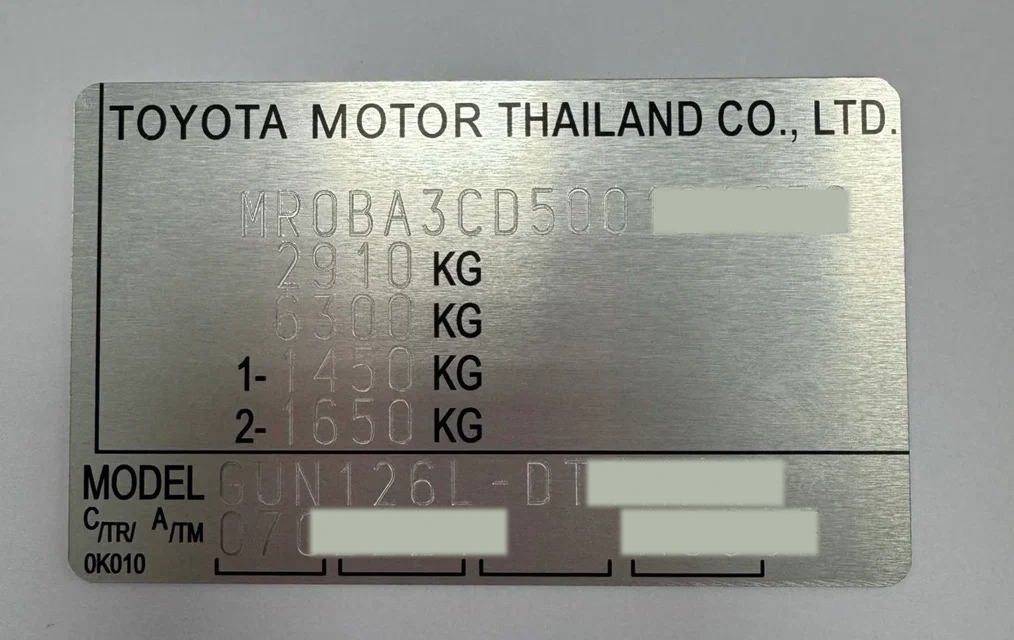 TOYOTA MOTOR THAILAND CO., LTD.
MR0BA3CD500
2910 KG
6300 KG
1- 1450 KG
2- 1650 KG
MODEL GUN126L-DT
C/TR/ A/TM 070
0K010